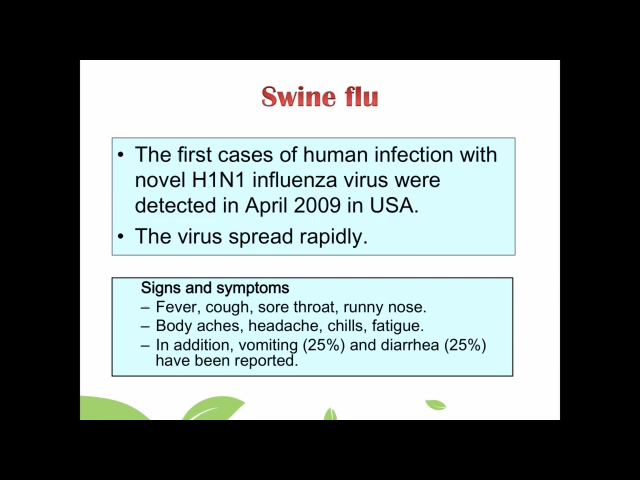 Swine flu
• The first cases of human infection with
novel H1N1 influenza virus were
detected in April 2009 in USA.
• The virus spread rapidly.
Signs and symptoms
– Fever, cough, sore throat, runny nose.
– Body aches, headache, chills, fatigue.
– In addition, vomiting (25%) and diarrhea (25%)
have been reported.